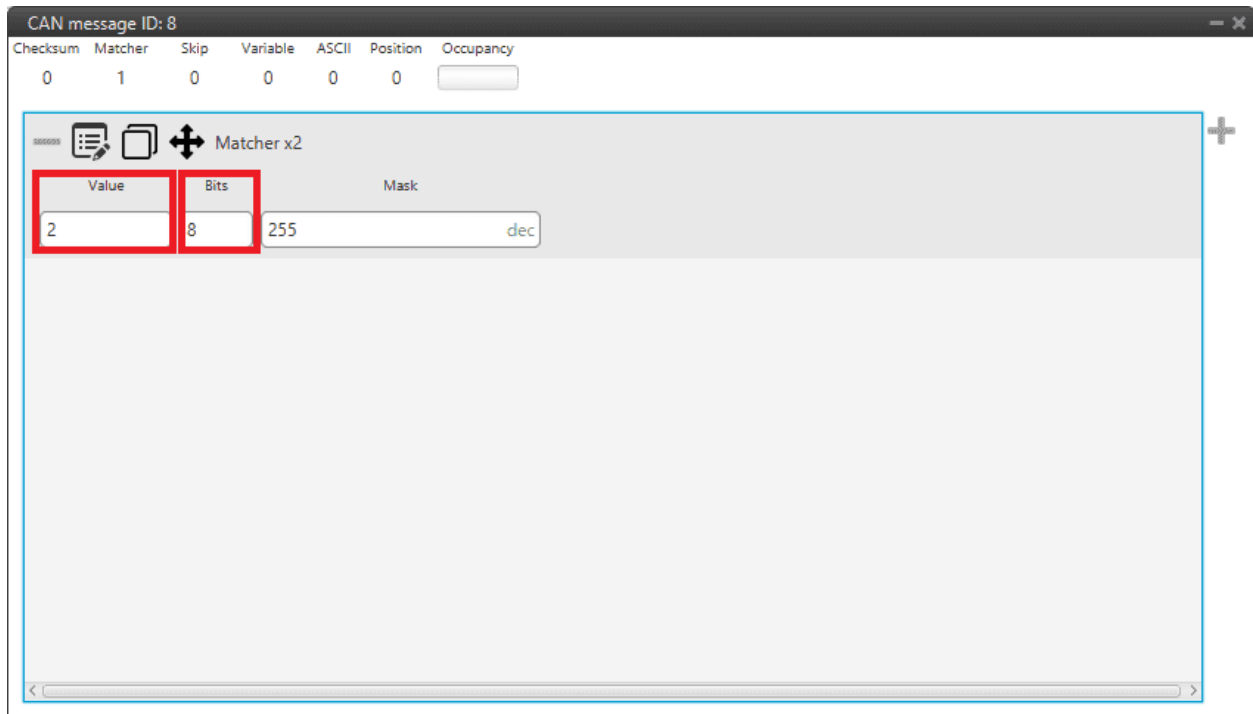 CAN message ID: 8
Checksum Matcher Skip Variable ASCII Position Occupancy
0 1 0 0 0 0
Matcher x2
Value Bits Mask
2 8 255 dec